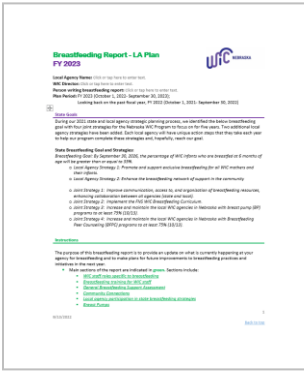 Breastfeeding Report - LA Plan
FY 2023
WIC NEBRASKA
Local Agency Name: Click or tap here to enter text.
WIC Director: Click or tap here to enter text.
Person writing breastfeeding report: Click or tap here to enter text.
Plan Period: FY 2023 (October 1, 2022- September 30, 2023);
Looking back on the past fiscal year, FY 2022 (October 1, 2021- September 30, 2022)
State Goals
During our 2021 state and local agency strategic planning process, we identified the below breastfeeding
goal with four joint strategies for the Nebraska WIC Program to focus on for five years. Two additional local
agency strategies have been added. Each local agency will have unique action steps that they take each year
to help our program complete these strategies and, hopefully, reach our goal.
State Breastfeeding Goal and Strategies:
Breastfeeding Goal: By September 30, 2026, the percentage of WIC infants who are breastfed at 6 months of
age will be greater than or equal to 33%.
o Local Agency Strategy 1: Promote and support exclusive breastfeeding for all WIC mothers and
their infants.
o Local Agency Strategy 2: Enhance the breastfeeding network of support in the community.
o Joint Strategy 1: Improve communication, access to, and organization of breastfeeding resources,
enhancing collaboration between all agencies (state and local)
o Joint Strategy 2: Implement the FNS WIC Breastfeeding Curriculum.
o Joint Strategy 3: Increase and maintain the local WIC agencies in Nebraska with breast pump (BP)
programs to at least 75% (10/13)
o Joint Strategy 4: Increase and maintain the local WIC agencies in Nebraska with Breastfeeding
Peer Counseling (BFPC) programs to at least 75% (10/13)
Instructions
The purpose of this breastfeeding report is to provide an update on what is currently happening at your
agency for breastfeeding and to make plans for future improvements to breastfeeding practices and
initiatives in the next year.
Main sections of the report are indicated in green. Sections include:
WIC staff roles specific to breastfeeding
Breastfeeding training for WIC staff
General Breastfeeding Support Assessment
Community Connections
Local agency participation in state breastfeeding strategies
Breast Pumps
1
Back to top